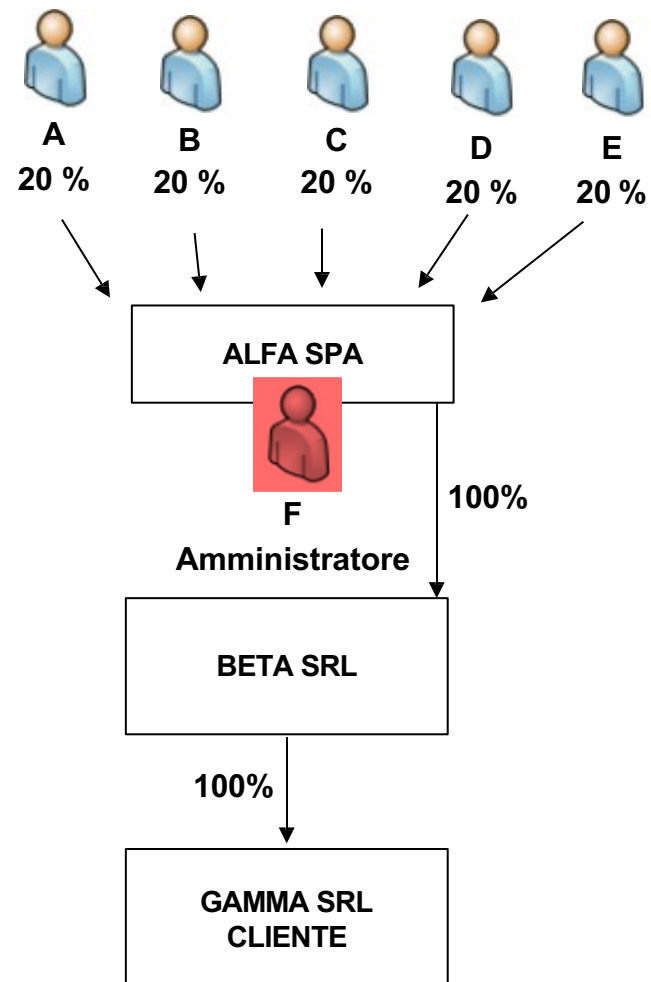 A
B
C
D
E
20 %
20 %
20 %
20 %
20 %
ALFA SPA
F
Amministratore
100%
BETA SRL
100%
GAMMA SRL
CLIENTE